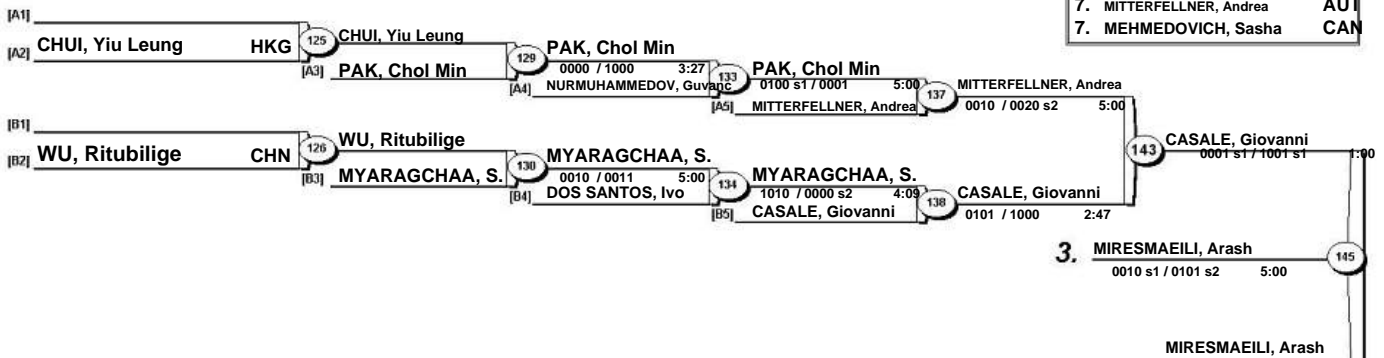 7. MITTERFELLNER, Andrea AUT
7. MEHMEDOVICH, Sasha CAN
[A1]
[A2] CHUI, Yiu Leung HKG
125
CHUI, Yiu Leung
[A3] PAK, Chol Min
129
PAK, Chol Min
0000 / 1000 3:27
[A4] NURMUHAMMEDOV, Guvanc
133
PAK, Chol Min
0100 s1 / 0001 5:00
[A5] MITTERFELLNER, Andrea
137
MITTERFELLNER, Andrea
0010 / 0020 s2 5:00
[B1]
[B2] WU, Ritubilige CHN
126
WU, Ritubilige
[B3] MYARAGCHAA, S.
130
MYARAGCHAA, S.
0010 / 0011 5:00
[B4] DOS SANTOS, Ivo
134
MYARAGCHAA, S.
1010 / 0000 s2 4:09
[B5] CASALE, Giovanni
138
CASALE, Giovanni
0101 / 1000 2:47
143
CASALE, Giovanni
0001 s1 / 1001 s1 1:00
3. MIRESMAEILI, Arash
0010 s1 / 0101 s2 5:00
145
MIRESMAEILI, Arash